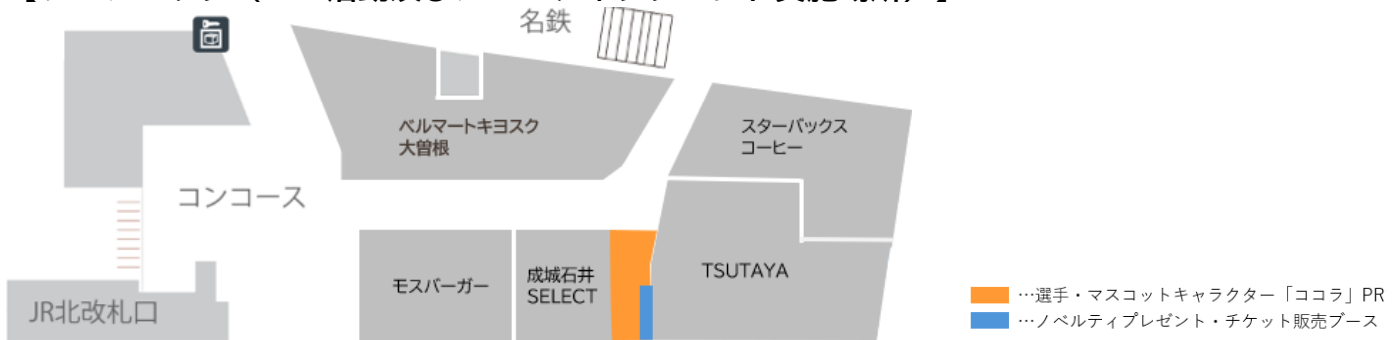 名鉄
ベルマートキヨスク
大曽根
スターバックス
コーヒー
コンコース
モスバーガー
成城石井
SELECT
TSUTAYA
JR北改札口
…選手・マスコットキャラクター「ココラ」PR
…ノベルティプレゼント・チケット販売ブース